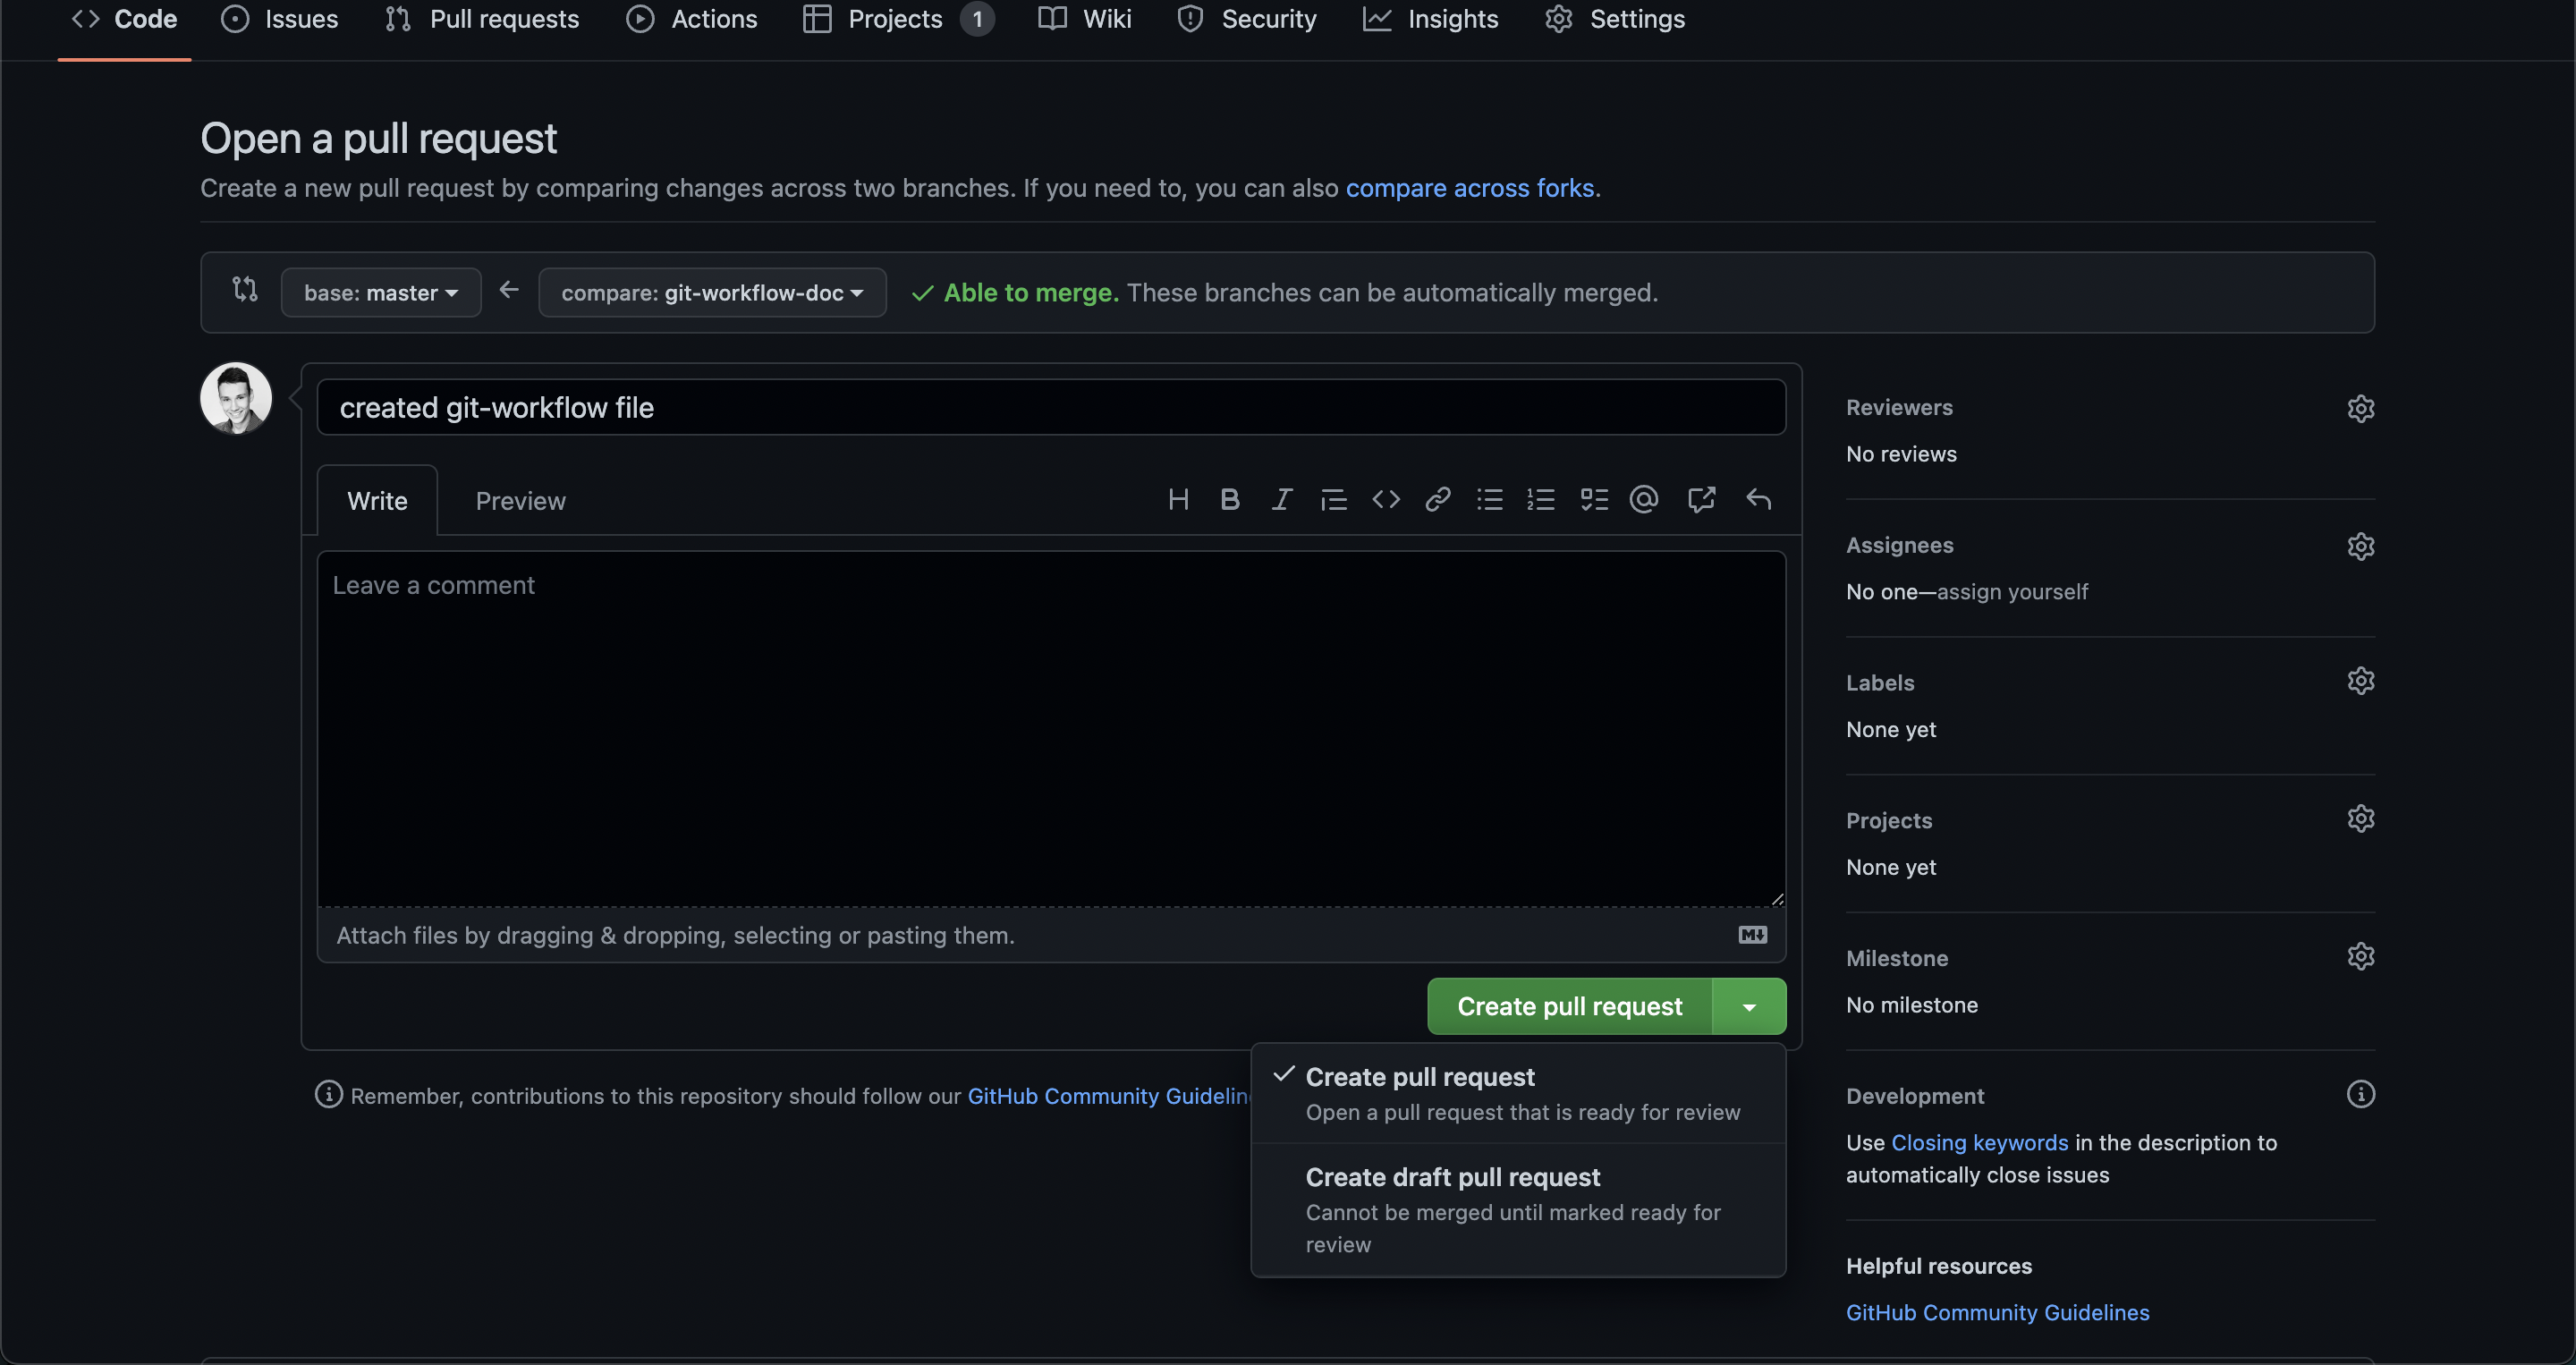 Code Issues Pull requests Actions Projects 1 Wiki Security Insights Settings
Open a pull request
Create a new pull request by comparing changes across two branches. If you need to, you can also compare across forks.
base: master compare: git-workflow-doc Able to merge. These branches can be automatically merged.
created git-workflow file
Write Preview
Leave a comment
Attach files by dragging & dropping, selecting or pasting them.
Create pull request
Create pull request
Open a pull request that is ready for review
Create draft pull request
Cannot be merged until marked ready for
review
Remember, contributions to this repository should follow our GitHub Community
Reviewers
No reviews
Assignees
No one—assign yourself
Labels
None yet
Projects
None yet
Milestone
No milestone
Development
Use Closing keywords in the description to
automatically close issues
Helpful resources
GitHub Community Guidelines